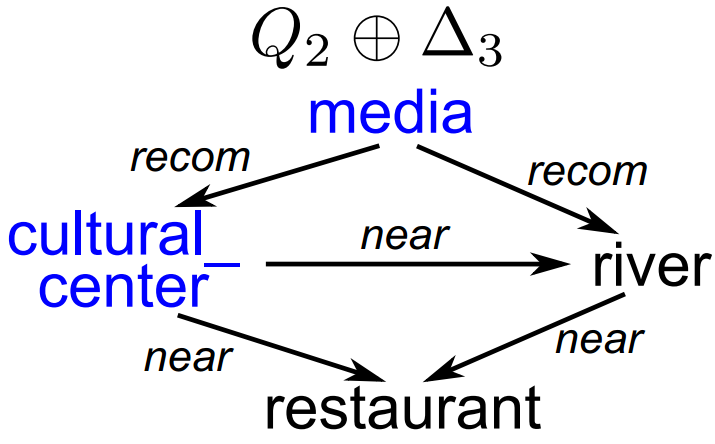 Q₂ ⊕ Δ₃
media
recom
recom
cultural_
center
near
river
near
near
restaurant